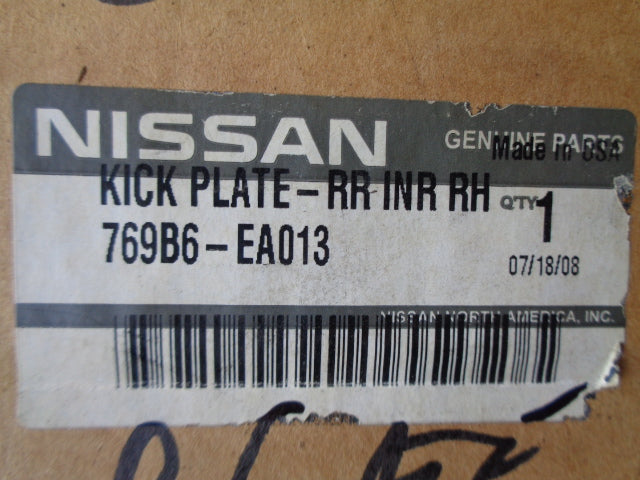 NISSAN GENUINE PARTS
Made in USA
KICK PLATE-RR INR RH QTY 1
769B6-EA013
07/18/08
NISSAN NORTH AMERICA, INC.